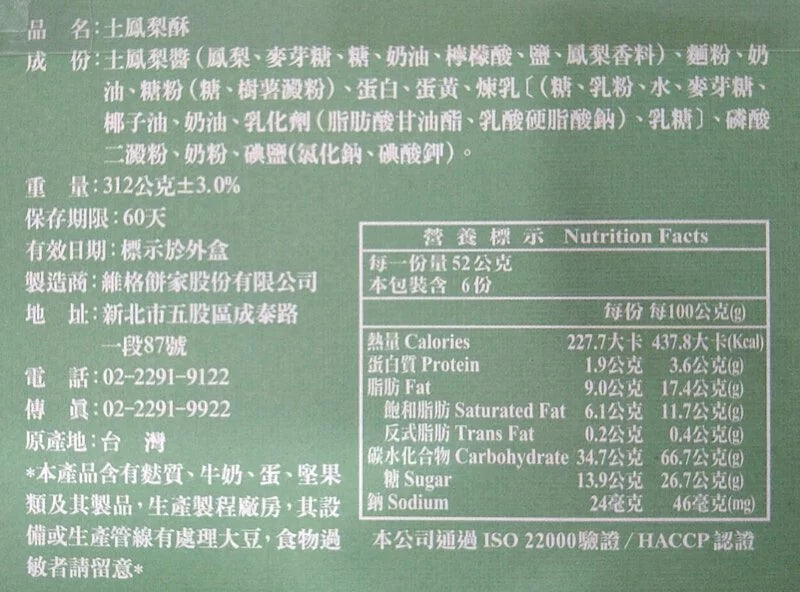 品　名：土鳳梨酥
成　份：土鳳梨醬(鳳梨、麥芽糖、糖、奶油、檸檬酸、鹽、鳳梨香料)、麵粉、奶
油、糖粉(糖、樹薯澱粉)、蛋白、蛋黃、煉乳〔(糖、乳粉、水、麥芽糖、
椰子油、奶油、乳化劑(脂肪酸甘油酯、乳酸硬脂酸鈉)、乳糖〕、磷酸
二澱粉、奶粉、碘鹽(氯化鈉、碘酸鉀)。
重　量：312公克±3.0%
保存期限：60天
有效日期：標示於外盒
製造商：維格餅家股份有限公司
地　址：新北市五股區成泰路
一段87號
電　話：02-2291-9122
傳　真：02-2291-9922
原產地：台　灣
*本產品含有麩質、牛奶、蛋、堅果
類及其製品，生產製程廠房，其設
備或生產管線有處理大豆，食物過
敏者請留意*
營養標示 Nutrition Facts
每一份量 52公克
本包裝含 6份
每份 每100公克(g)
熱量 Calories 227.7大卡 437.8大卡(Kcal)
蛋白質 Protein 1.9公克 3.6公克(g)
脂肪 Fat 9.0公克 17.4公克(g)
飽和脂肪 Saturated Fat 6.1公克 11.7公克(g)
反式脂肪 Trans Fat 0.2公克 0.4公克(g)
碳水化合物 Carbohydrate 34.7公克 66.7公克(g)
糖 Sugar 13.9公克 26.7公克(g)
鈉 Sodium 24毫克 46毫克(mg)
本公司通過 ISO 22000驗證 / HACCP認證